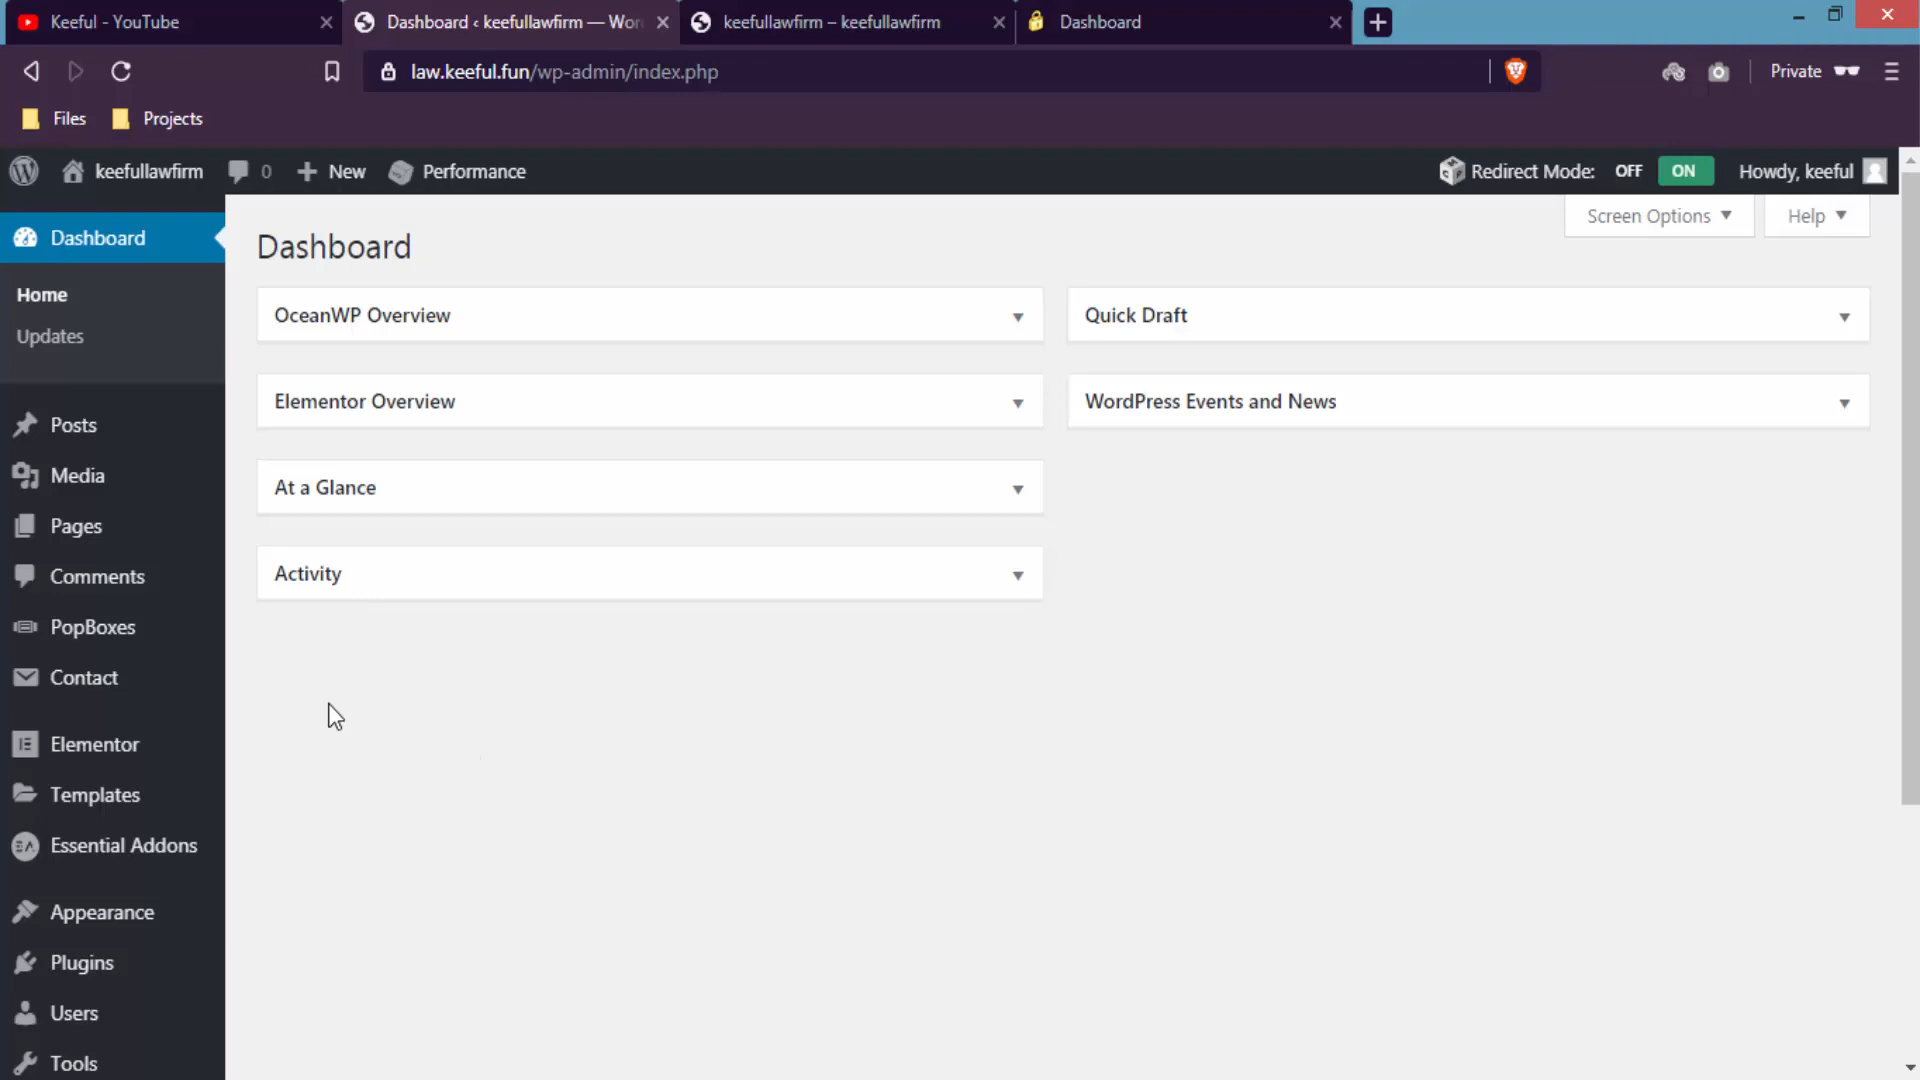 Keeful - YouTube
Dashboard ‹ keefullawfirm — Wor
keefullawfirm – keefullawfirm
Dashboard
law.keeful.fun/wp-admin/index.php
Private
Files
Projects
keefullawfirm
0
New
Performance
Redirect Mode:
OFF
ON
Howdy, keeful
Screen Options
Help
Dashboard
Home
Updates
Posts
Media
Pages
Comments
PopBoxes
Contact
Elementor
Templates
Essential Addons
Appearance
Plugins
Users
Tools
Dashboard
OceanWP Overview
Quick Draft
Elementor Overview
WordPress Events and News
At a Glance
Activity